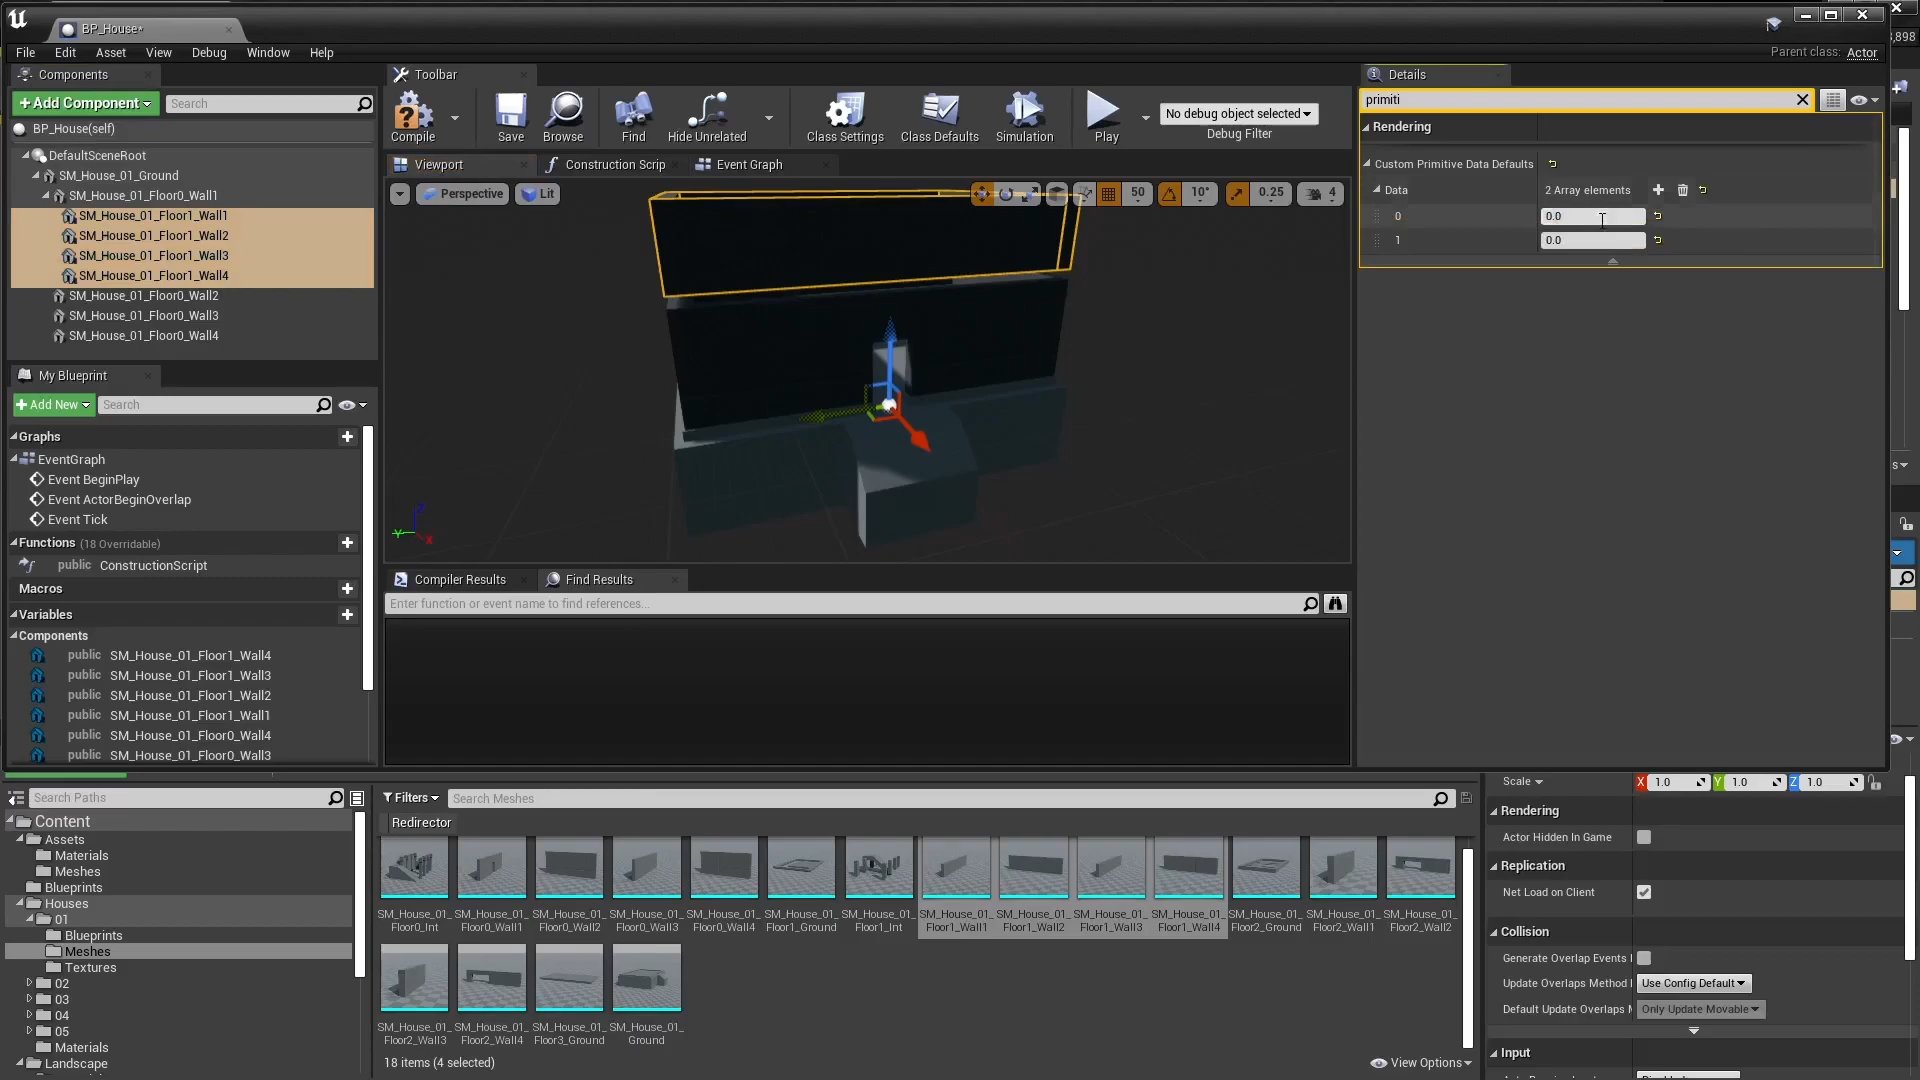 BP_House*
,898
File Edit Asset View Debug Window Help
Parent class: Actor
Components
Toolbar
Details
+ Add Component
Search
primiti
BP_House(self)
Compile
Save
Browse
Find
Hide Unrelated
Class Settings
Class Defaults
Simulation
Play
No debug object selected
Debug Filter
Rendering
DefaultSceneRoot
SM_House_01_Ground
SM_House_01_Floor0_Wall1
SM_House_01_Floor1_Wall1
SM_House_01_Floor1_Wall2
SM_House_01_Floor1_Wall3
SM_House_01_Floor1_Wall4
SM_House_01_Floor0_Wall2
SM_House_01_Floor0_Wall3
SM_House_01_Floor0_Wall4
Viewport
Construction Scrip
Event Graph
Perspective
Lit
50
10°
0.25
4
Custom Primitive Data Defaults
Data
2 Array elements
0
0.0
1
0.0
My Blueprint
+ Add New
Search
Graphs
EventGraph
Event BeginPlay
Event ActorBeginOverlap
Event Tick
Functions (18 Overridable)
public ConstructionScript
Macros
Variables
Components
public SM_House_01_Floor1_Wall4
public SM_House_01_Floor1_Wall3
public SM_House_01_Floor1_Wall2
public SM_House_01_Floor1_Wall1
public SM_House_01_Floor0_Wall4
public SM_House_01_Floor0_Wall3
Compiler Results
Find Results
Enter function or event name to find references...
Search Paths
Content
Assets
Materials
Meshes
Blueprints
Houses
01
Blueprints
Meshes
Textures
02
03
04
05
Materials
Landscape
Filters
Search Meshes
Redirector
SM_House_01_
Floor0_Int
SM_House_01_
Floor0_Wall1
SM_House_01_
Floor0_Wall2
SM_House_01_
Floor0_Wall3
SM_House_01_
Floor0_Wall4
SM_House_01_
Floor1_Ground
SM_House_01_
Floor1_Int
SM_House_01_
Floor1_Wall1
SM_House_01_
Floor1_Wall2
SM_House_01_
Floor1_Wall3
SM_House_01_
Floor1_Wall4
SM_House_01_
Floor2_Ground
SM_House_01_
Floor2_Wall1
SM_House_01_
Floor2_Wall2
SM_House_01_
Floor2_Wall3
SM_House_01_
Floor2_Wall4
SM_House_01_
Floor3_Ground
SM_House_01_
Ground
18 items (4 selected)
View Options
Scale
X 1.0 Y 1.0 Z 1.0
Rendering
Actor Hidden In Game
Replication
Net Load on Client
Collision
Generate Overlap Events
Update Overlaps Method
Use Config Default
Default Update Overlaps
Only Update Movable
Input